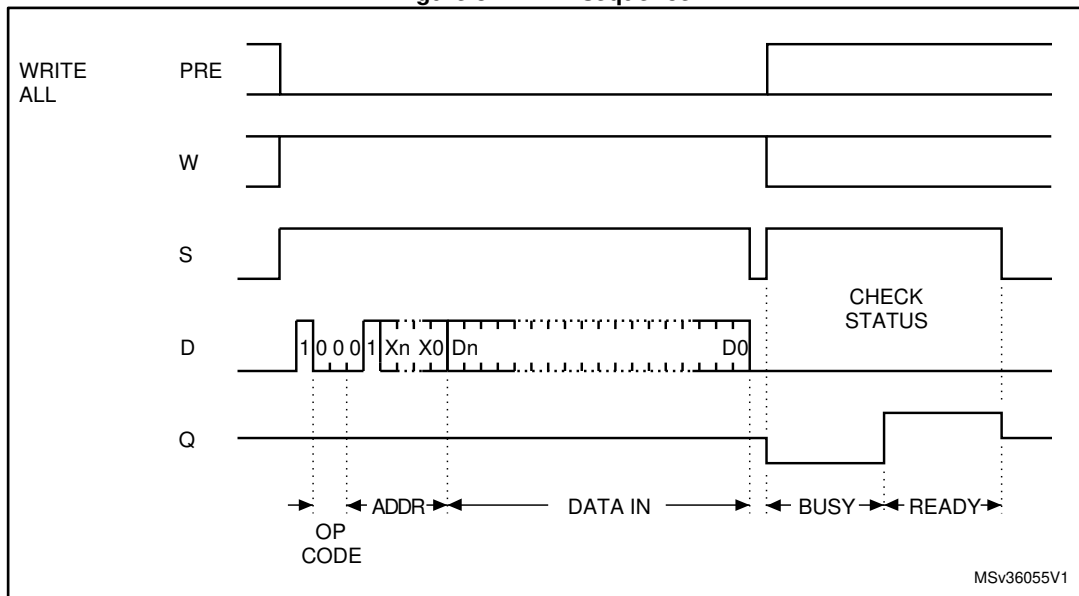 WRITE ALL
PRE
W
S
CHECK
STATUS
D
1 0 0 0 1 Xn X0 Dn D0
Q
ADDR DATA IN BUSY READY
OP
CODE
MSv36055V1